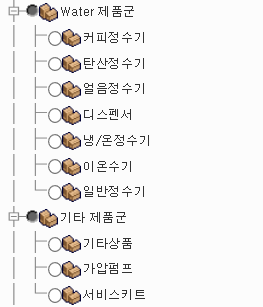 Water 제품군
커피정수기
탄산정수기
얼음정수기
디스펜서
냉/온정수기
이온수기
일반정수기
기타 제품군
기타상품
가압펌프
서비스키트